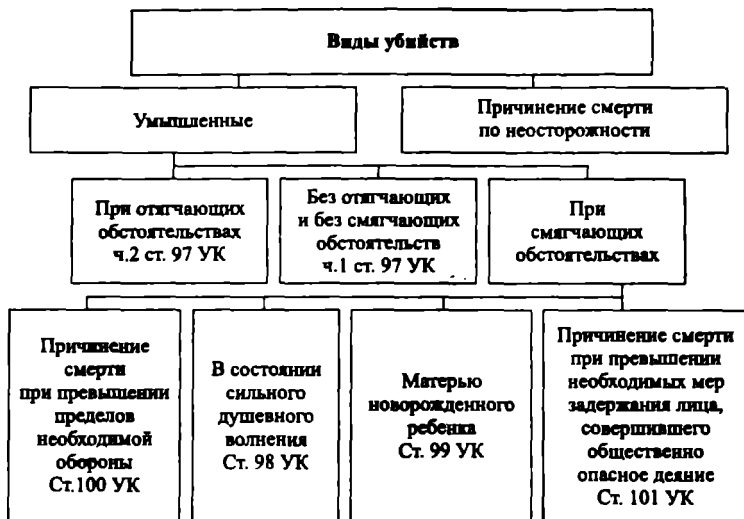 Виды убийств
Умышленные
Причинение смерти
по неосторожности
При отягчающих
обстоятельствах
ч.2 ст. 97 УК
Без отягчающих
и без смягчающих
обстоятельств
ч.1 ст. 97 УК
При
смягчающих
обстоятельствах
Причинение
смерти
при превышении
пределов
необходимой
обороны
Ст.100 УК
В состоянии
сильного
душевного
волнения
Ст. 98 УК
Матерью
новорожденного
ребенка
Ст. 99 УК
Причинение смерти
при превышении
необходимых мер
задержания лица,
совершившего
общественно
опасное деяние
Ст. 101 УК